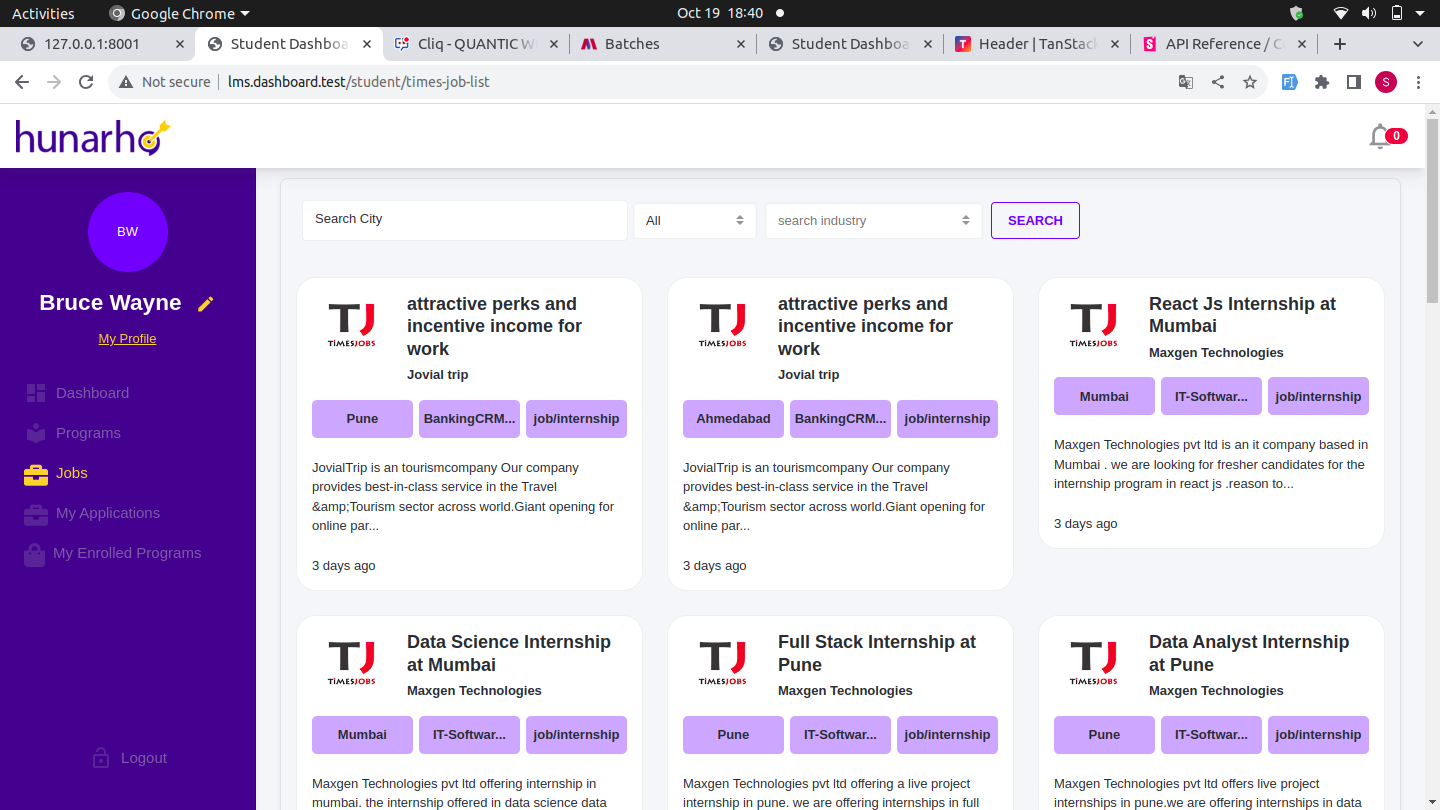 Activities
Google Chrome
Oct 19 18:40
127.0.0.1:8001
Student Dashboa
Cliq - QUANTIC W
Batches
Student Dashboa
Header | TanStack
API Reference / C
Not secure
lms.dashboard.test/student/times-job-list
S
hunarho
0
BW
Bruce Wayne
My Profile
Dashboard
Programs
Jobs
My Applications
My Enrolled Programs
Logout
Search City
All
search industry
SEARCH
TJ
TiMESJOBS
attractive perks and
incentive income for
work
Jovial trip
Pune
BankingCRM...
job/internship
JovialTrip is an tourismcompany Our company
provides best-in-class service in the Travel
&amp;Tourism sector across world.Giant opening for
online par...
3 days ago
TJ
TiMESJOBS
attractive perks and
incentive income for
work
Jovial trip
Ahmedabad
BankingCRM...
job/internship
JovialTrip is an tourismcompany Our company
provides best-in-class service in the Travel
&amp;Tourism sector across world.Giant opening for
online par...
3 days ago
TJ
TiMESJOBS
React Js Internship at
Mumbai
Maxgen Technologies
Mumbai
IT-Softwar...
job/internship
Maxgen Technologies pvt ltd is an it company based in
Mumbai . we are looking for fresher candidates for the
internship program in react js .reason to...
3 days ago
TJ
TiMESJOBS
Data Science Internship
at Mumbai
Maxgen Technologies
Mumbai
IT-Softwar...
job/internship
Maxgen Technologies pvt ltd offering internship in
mumbai. the internship offered in data science data
TJ
TiMESJOBS
Full Stack Internship at
Pune
Maxgen Technologies
Pune
IT-Softwar...
job/internship
Maxgen Technologies pvt ltd offering a live project
internship in pune. we are offering internships in full
TJ
TiMESJOBS
Data Analyst Internship
at Pune
Maxgen Technologies
Pune
IT-Softwar...
job/internship
Maxgen Technologies pvt ltd offers live project
internships in pune.we are offering internships in data